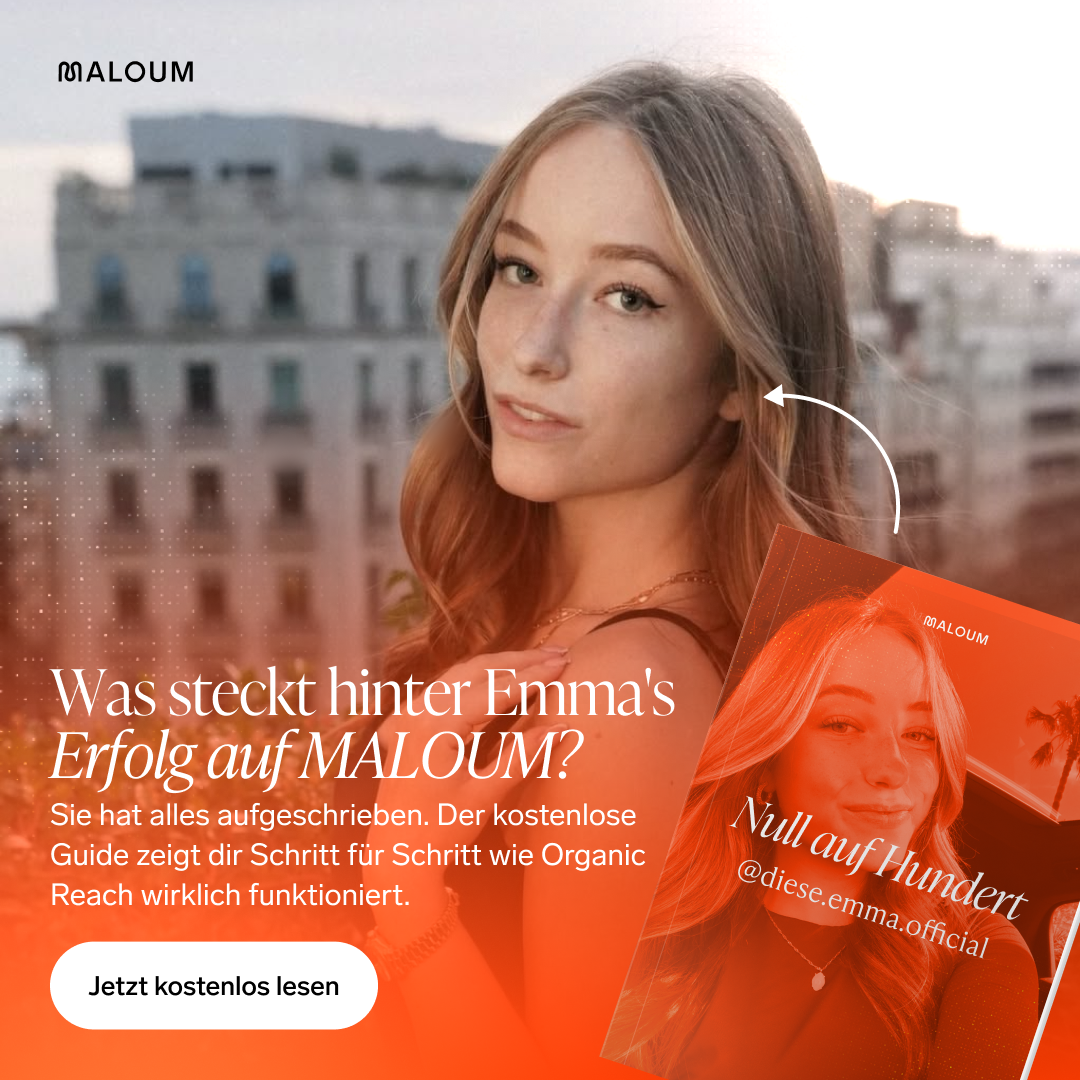 MALOUM
MALOUM
Was steckt hinter Emma's
Erfolg auf MALOUM?
Sie hat alles aufgeschrieben. Der kostenlose
Guide zeigt dir Schritt für Schritt wie Organic
Reach wirklich funktioniert.
Null auf Hundert
@diese.emma.official
Jetzt kostenlos lesen